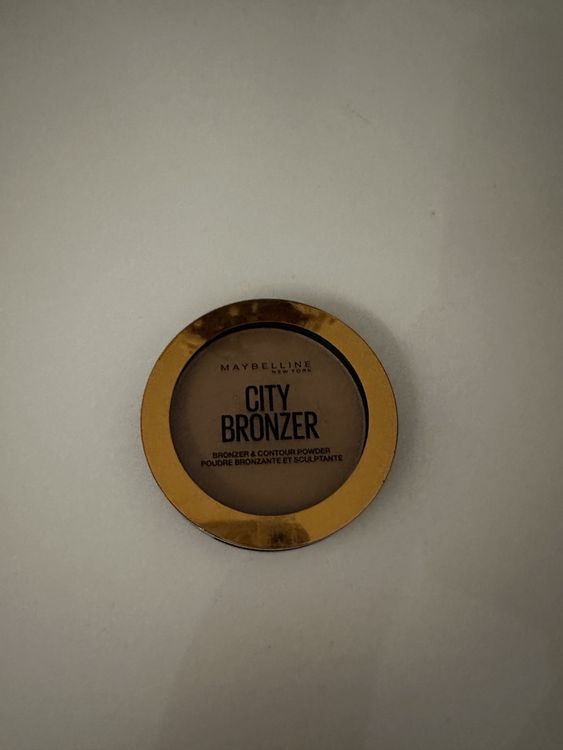 MAYBELLINE
NEW YORK
CITY
BRONZER
BRONZER & CONTOUR POWDER
POUDRE BRONZANTE ET SCULPTANTE